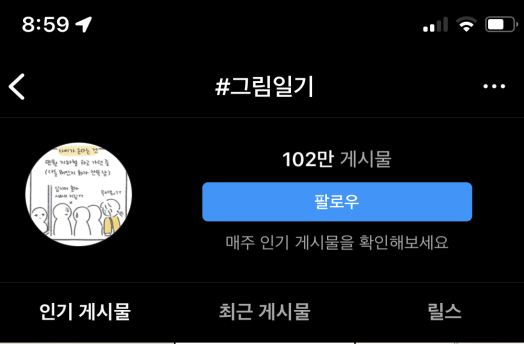 8:59
#그림일기
102만 게시물
팔로우
매주 인기 게시물을 확인해보세요
인기 게시물
최근 게시물
릴스